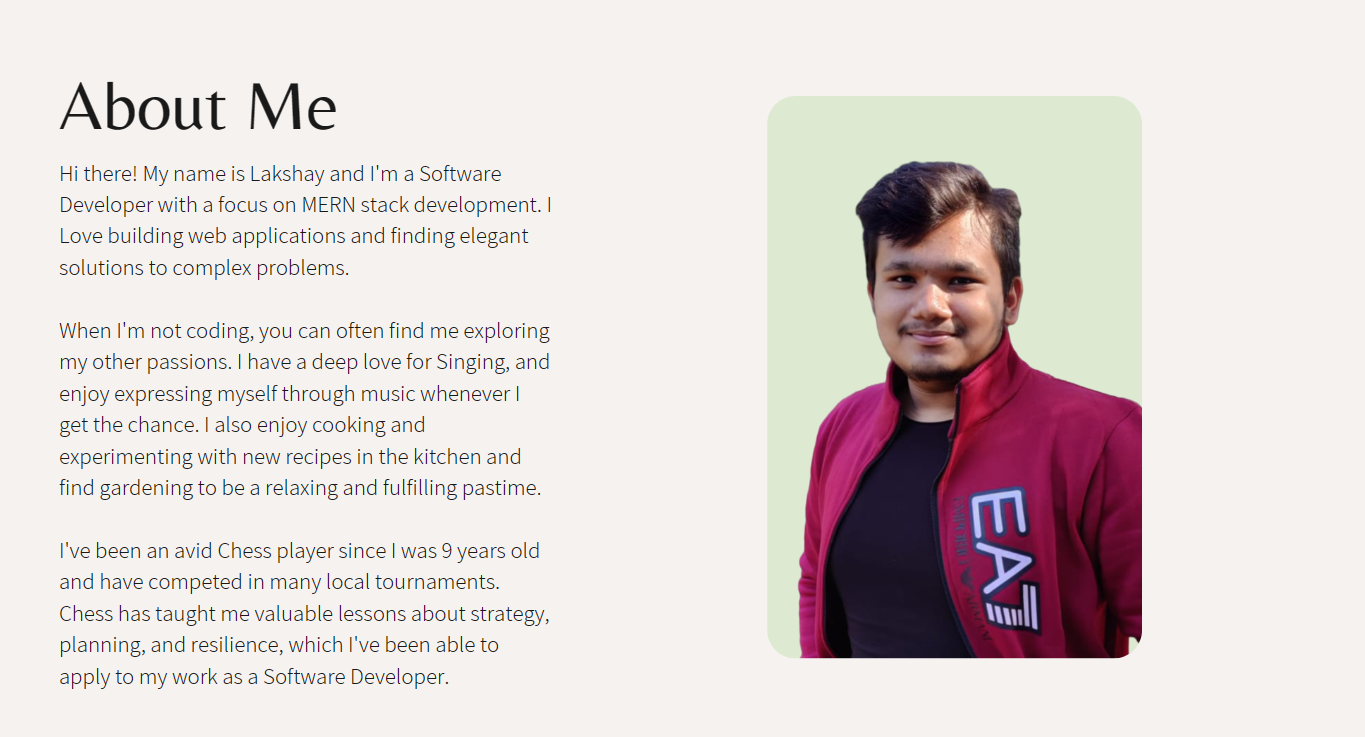 About Me
Hi there! My name is Lakshay and I'm a Software
Developer with a focus on MERN stack development. I
Love building web applications and finding elegant
solutions to complex problems.
When I'm not coding, you can often find me exploring
my other passions. I have a deep love for Singing, and
enjoy expressing myself through music whenever I
get the chance. I also enjoy cooking and
experimenting with new recipes in the kitchen and
find gardening to be a relaxing and fulfilling pastime.
I've been an avid Chess player since I was 9 years old
and have competed in many local tournaments.
Chess has taught me valuable lessons about strategy,
planning, and resilience, which I've been able to
apply to my work as a Software Developer.
EA7